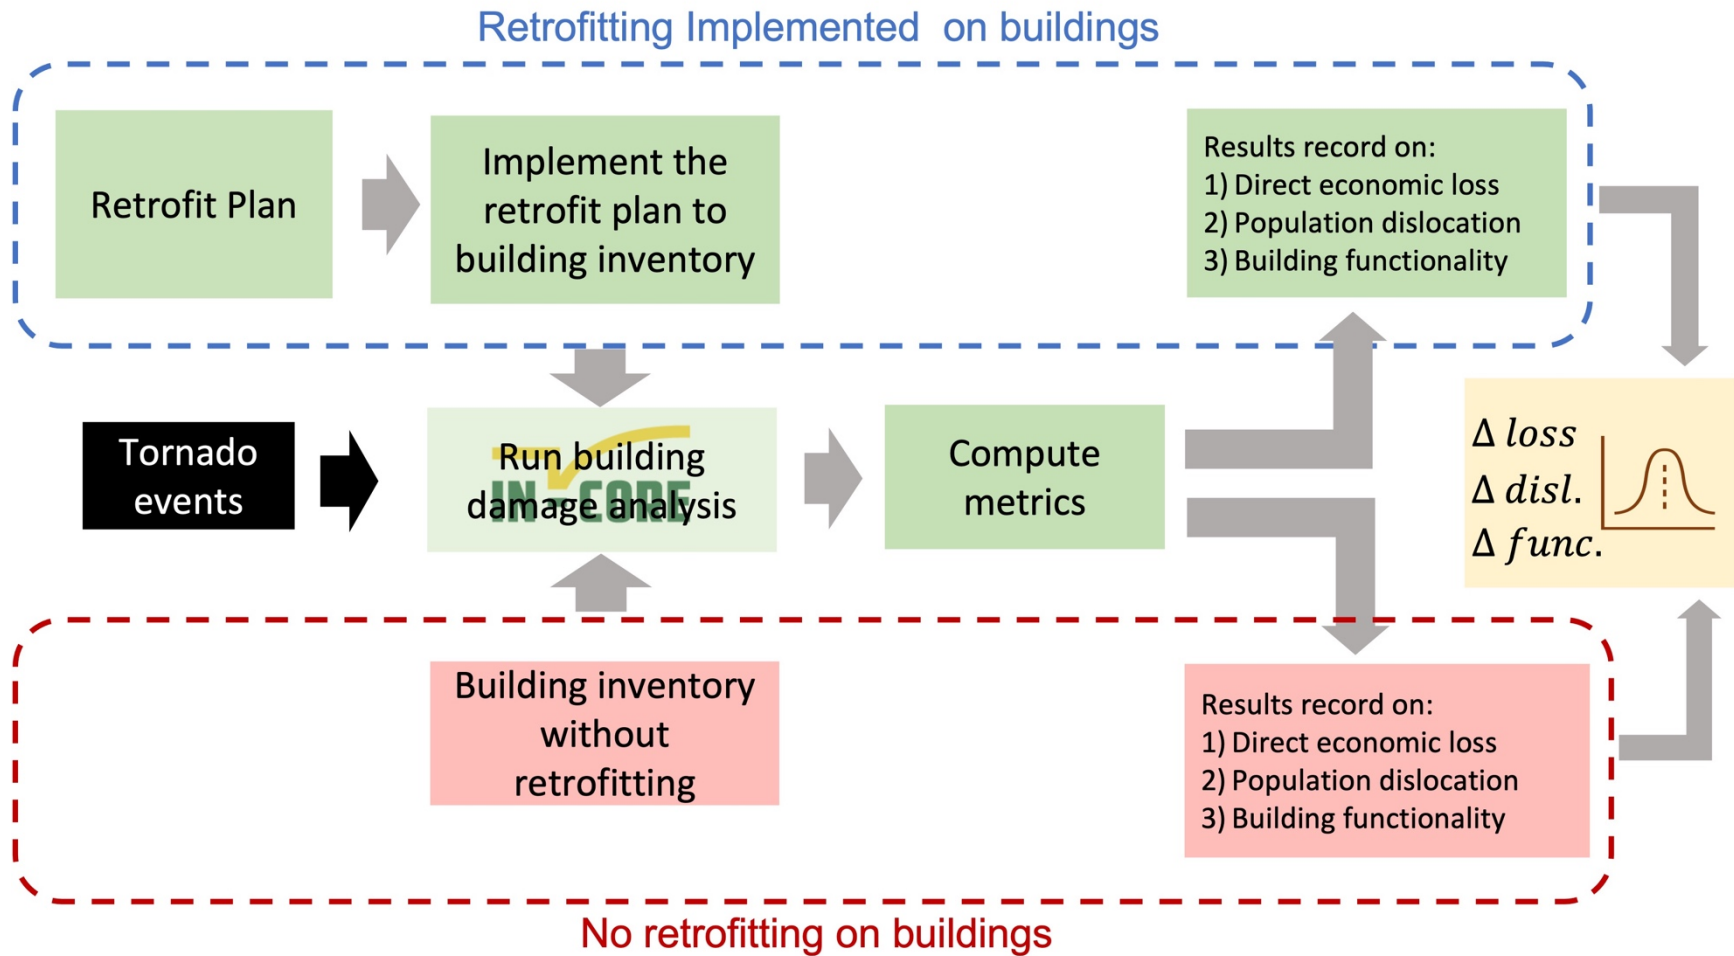 Retrofitting Implemented on buildings
Retrofit Plan
Implement the
retrofit plan to
building inventory
Results record on:
1) Direct economic loss
2) Population dislocation
3) Building functionality
Tornado
events
Run building
damage analysis
IN-CORE
Compute
metrics
Δ loss
Δ disl.
Δ func.
Building inventory
without
retrofitting
Results record on:
1) Direct economic loss
2) Population dislocation
3) Building functionality
No retrofitting on buildings